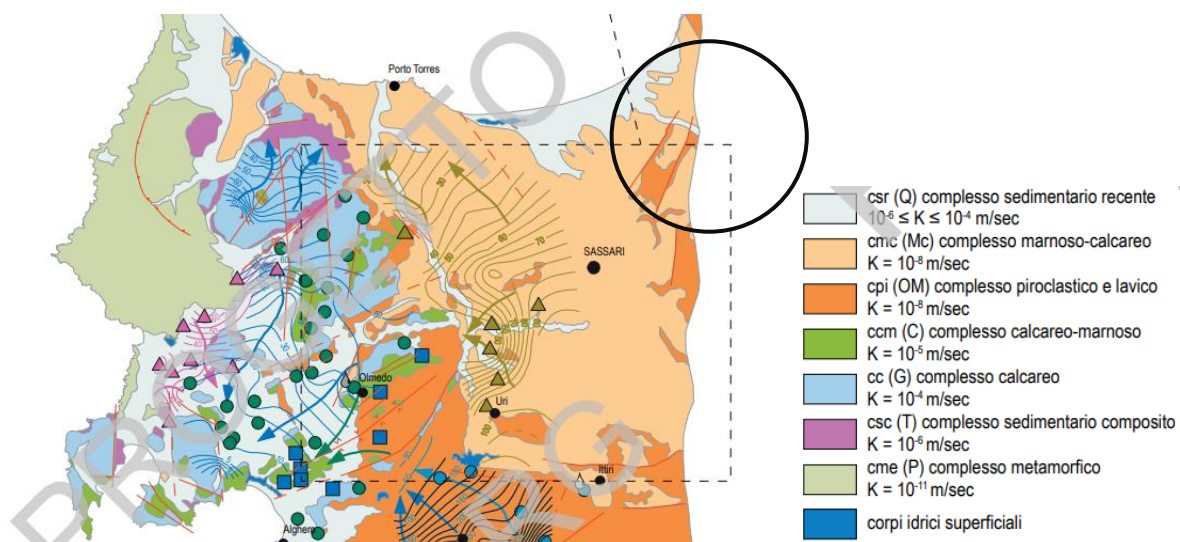 Porto Torres
SASSARI
Olmedo
Uri
Ittiri
Alghero
csr (Q) complesso sedimentario recente
10⁻⁶ ≤ K ≤ 10⁻⁴ m/sec
cmc (Mc) complesso marnoso-calcareo
K = 10⁻⁸ m/sec
cpi (OM) complesso piroclastico e lavico
K = 10⁻⁸ m/sec
ccm (C) complesso calcareo-marnoso
K = 10⁻⁵ m/sec
cc (G) complesso calcareo
K = 10⁻⁴ m/sec
csc (T) complesso sedimentario composito
K = 10⁻⁶ m/sec
cme (P) complesso metamorfico
K = 10⁻¹¹ m/sec
corpi idrici superficiali